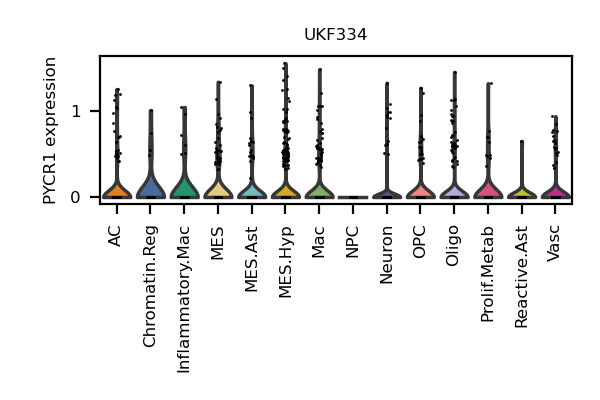 UKF334
PYCR1 expression
1
0
AC
Chromatin.Reg
Inflammatory.Mac
MES
MES.Ast
MES.Hyp
Mac
NPC
Neuron
OPC
Oligo
Prolif.Metab
Reactive.Ast
Vasc